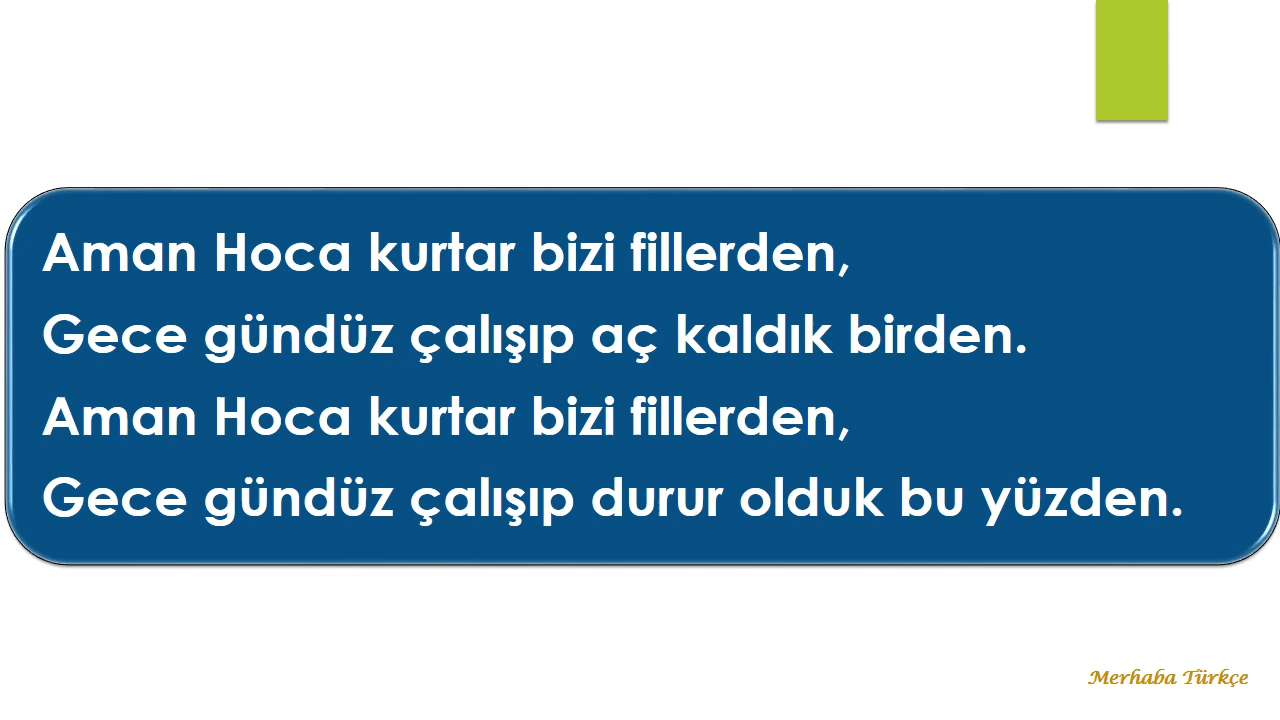 Aman Hoca kurtar bizi fillerden,
Gece gündüz çalışıp aç kaldık birden.
Aman Hoca kurtar bizi fillerden,
Gece gündüz çalışıp durur olduk bu yüzden.
Merhaba Türkçe